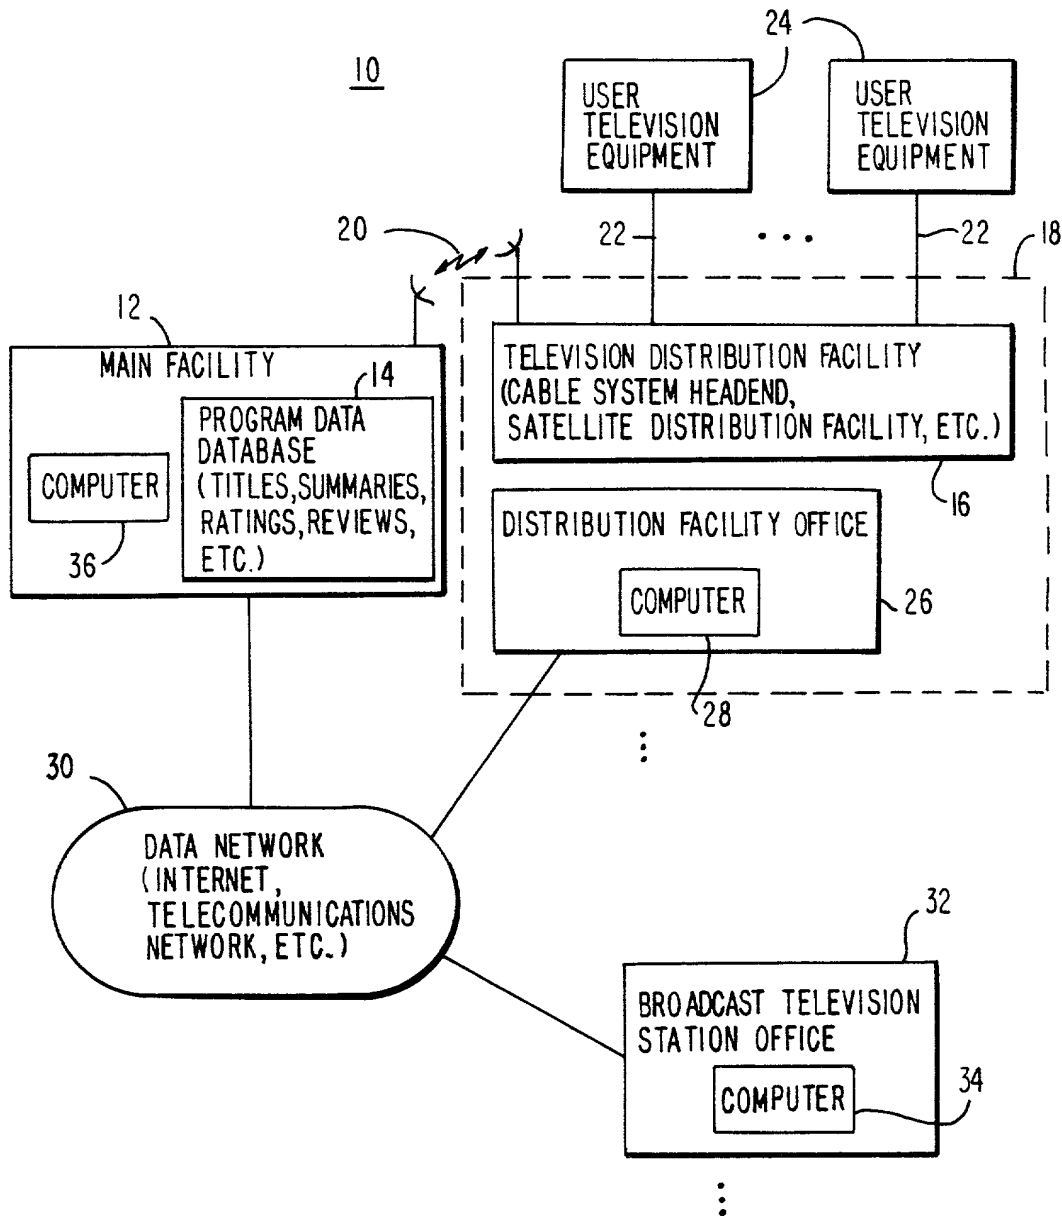 10
24
USER
TELEVISION
EQUIPMENT
USER
TELEVISION
EQUIPMENT
20
22
22
18
12
MAIN FACILITY
14
PROGRAM DATA
DATABASE
(TITLES,SUMMARIES,
RATINGS,REVIEWS,
ETC.)
COMPUTER
36
TELEVISION DISTRIBUTION FACILITY
(CABLE SYSTEM HEADEND,
SATELLITE DISTRIBUTION FACILITY, ETC.)
16
DISTRIBUTION FACILITY OFFICE
COMPUTER
26
28
30
DATA NETWORK
(INTERNET,
TELECOMMUNICATIONS
NETWORK, ETC.)
32
BROADCAST TELEVISION
STATION OFFICE
COMPUTER
34